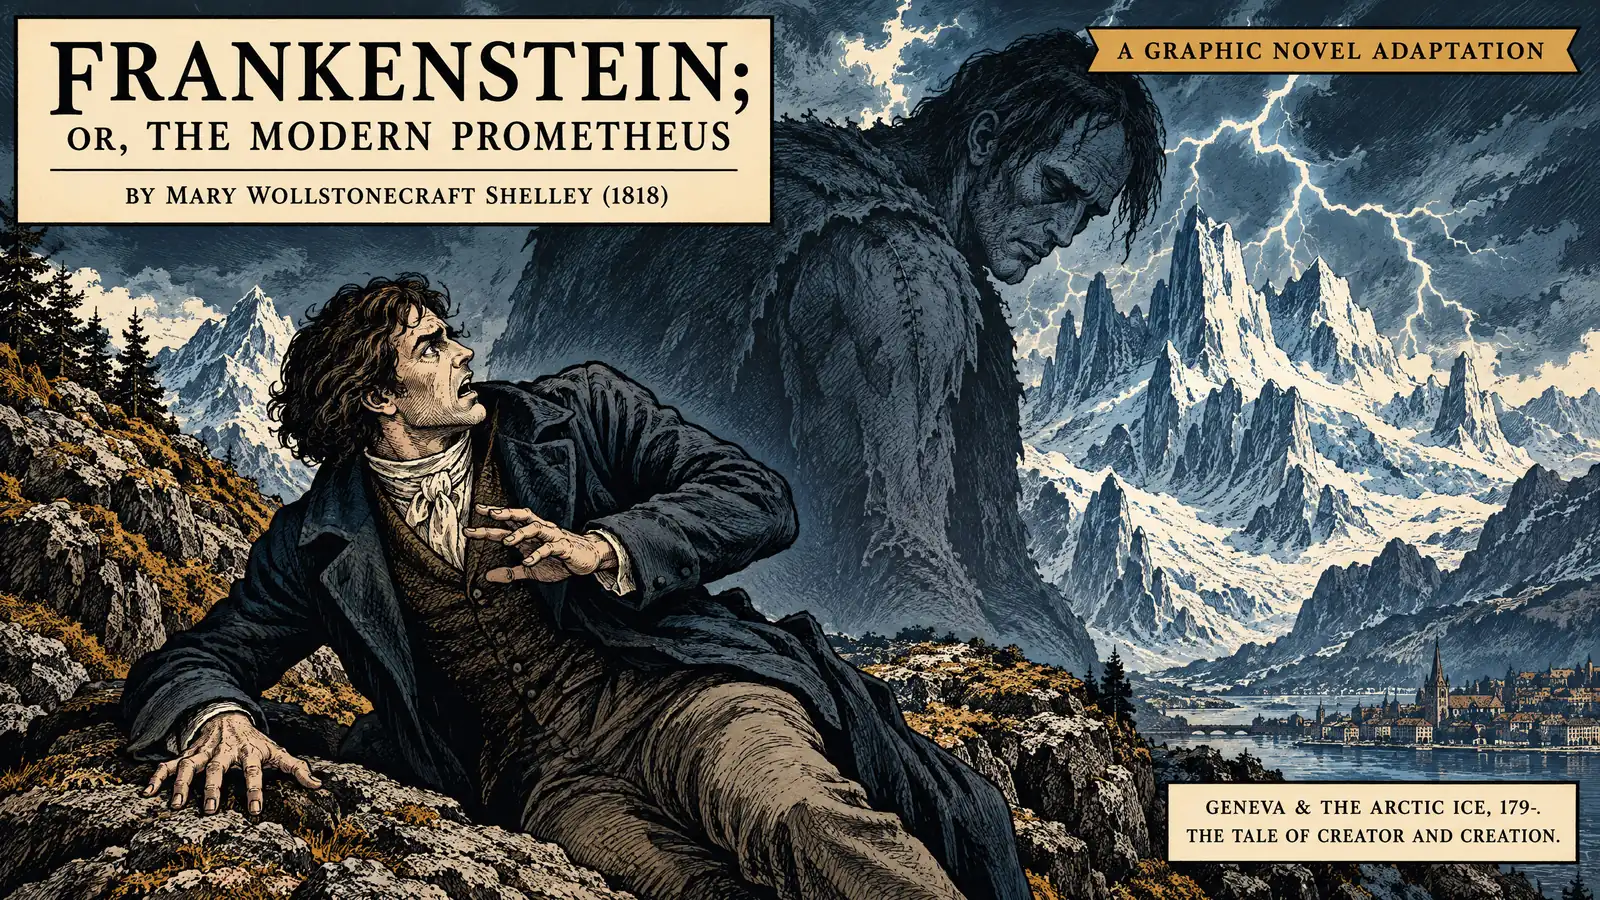 FRANKENSTEIN;
OR, THE MODERN PROMETHEUS
BY MARY WOLLSTONECRAFT SHELLEY (1818)
A GRAPHIC NOVEL ADAPTATION
GENEVA & THE ARCTIC ICE, 179-.
THE TALE OF CREATOR AND CREATION.